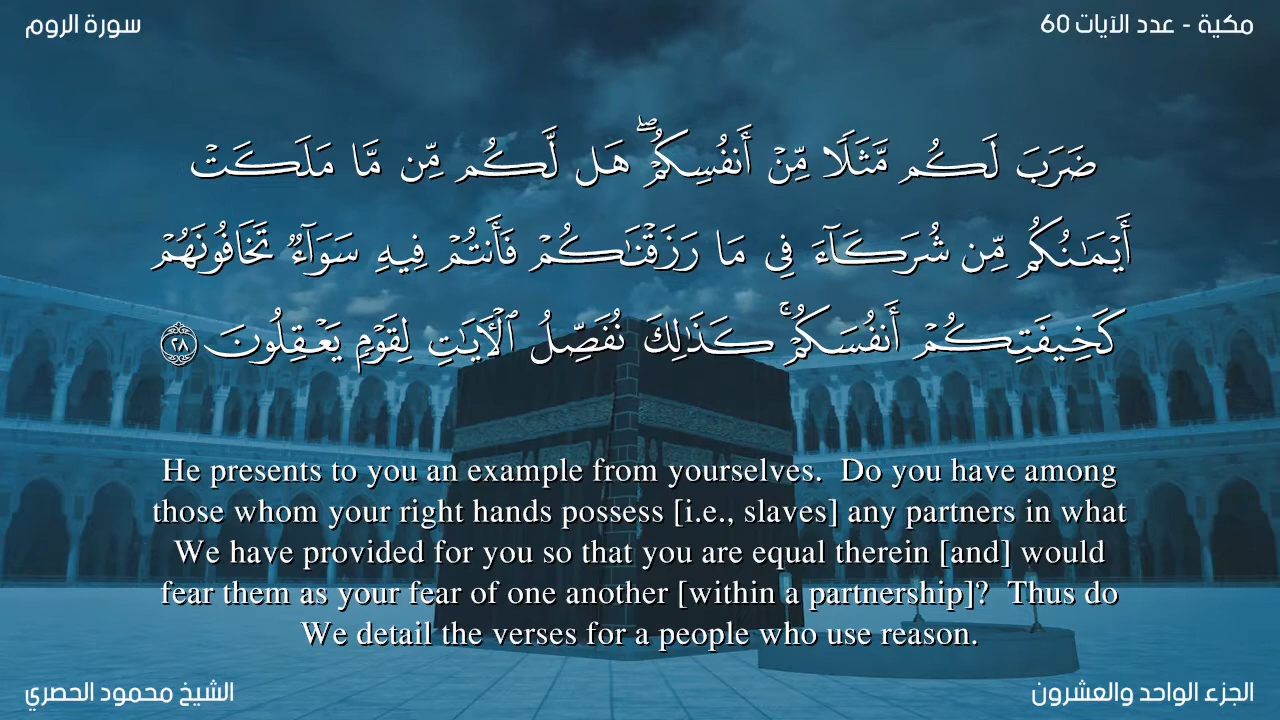 سورة الروم
مكية - عدد الآيات 60
ضَرَبَ لَكُم مَّثَلًا مِّنْ أَنفُسِكُمْ ۖ هَل لَّكُم مِّن مَّا مَلَكَتْ
أَيْمَـٰنُكُم مِّن شُرَكَآءَ فِى مَا رَزَقْنَـٰكُمْ فَأَنتُمْ فِيهِ سَوَآءٌ تَخَافُونَهُمْ
كَخِيفَتِكُمْ أَنفُسَكُمْ ۚ كَذَٰلِكَ نُفَصِّلُ ٱلْـَٔايَـٰتِ لِقَوْمٍ يَعْقِلُونَ ٢٨
He presents to you an example from yourselves.  Do you have among
those whom your right hands possess [i.e., slaves] any partners in what
We have provided for you so that you are equal therein [and] would
fear them as your fear of one another [within a partnership]?  Thus do
We detail the verses for a people who use reason.
الشيخ محمود الحصري
الجزء الواحد والعشرون